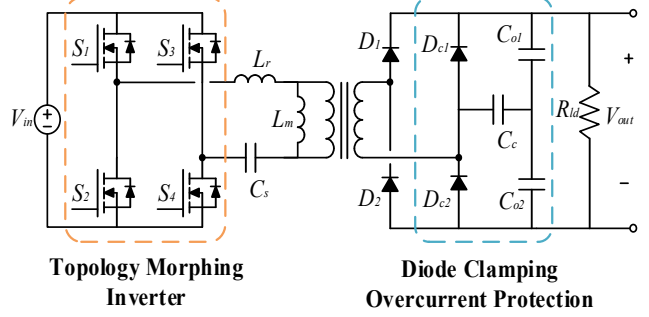 S1
S3
Lr
D1
Dc1
Co1
+
Vin
Lm
Cc
Rld
Vout
S2
S4
Cs
D2
Dc2
Co2
−
Topology Morphing
Inverter
Diode Clamping
Overcurrent Protection